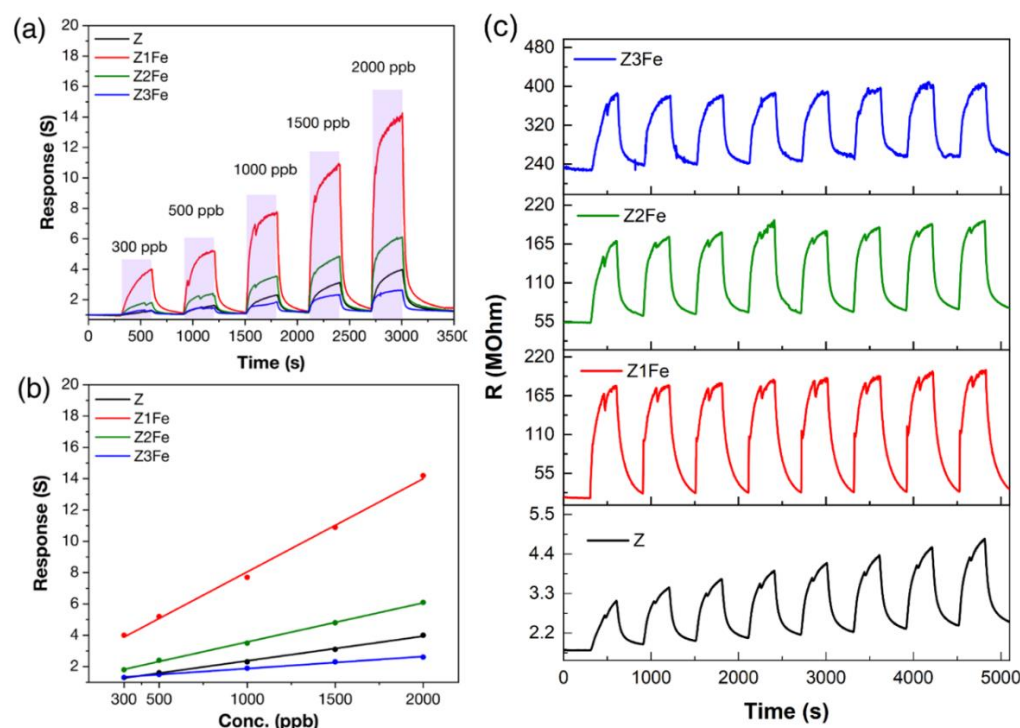 (a)
Z
Z1Fe
Z2Fe
Z3Fe
300 ppb
500 ppb
1000 ppb
1500 ppb
2000 ppb
Response (S)
20
18
16
14
12
10
8
6
4
2
0 500 1000 1500 2000 2500 3000 3500
Time (s)
(b)
Z
Z1Fe
Z2Fe
Z3Fe
Response (S)
20
18
16
14
12
10
8
6
4
2
300 500 1000 1500 2000
Conc. (ppb)
(c)
Z3Fe
480
400
320
240
Z2Fe
220
165
110
55
Z1Fe
220
165
110
55
Z
5.5
4.4
3.3
2.2
R (MOhm)
0 1000 2000 3000 4000 5000
Time (s)